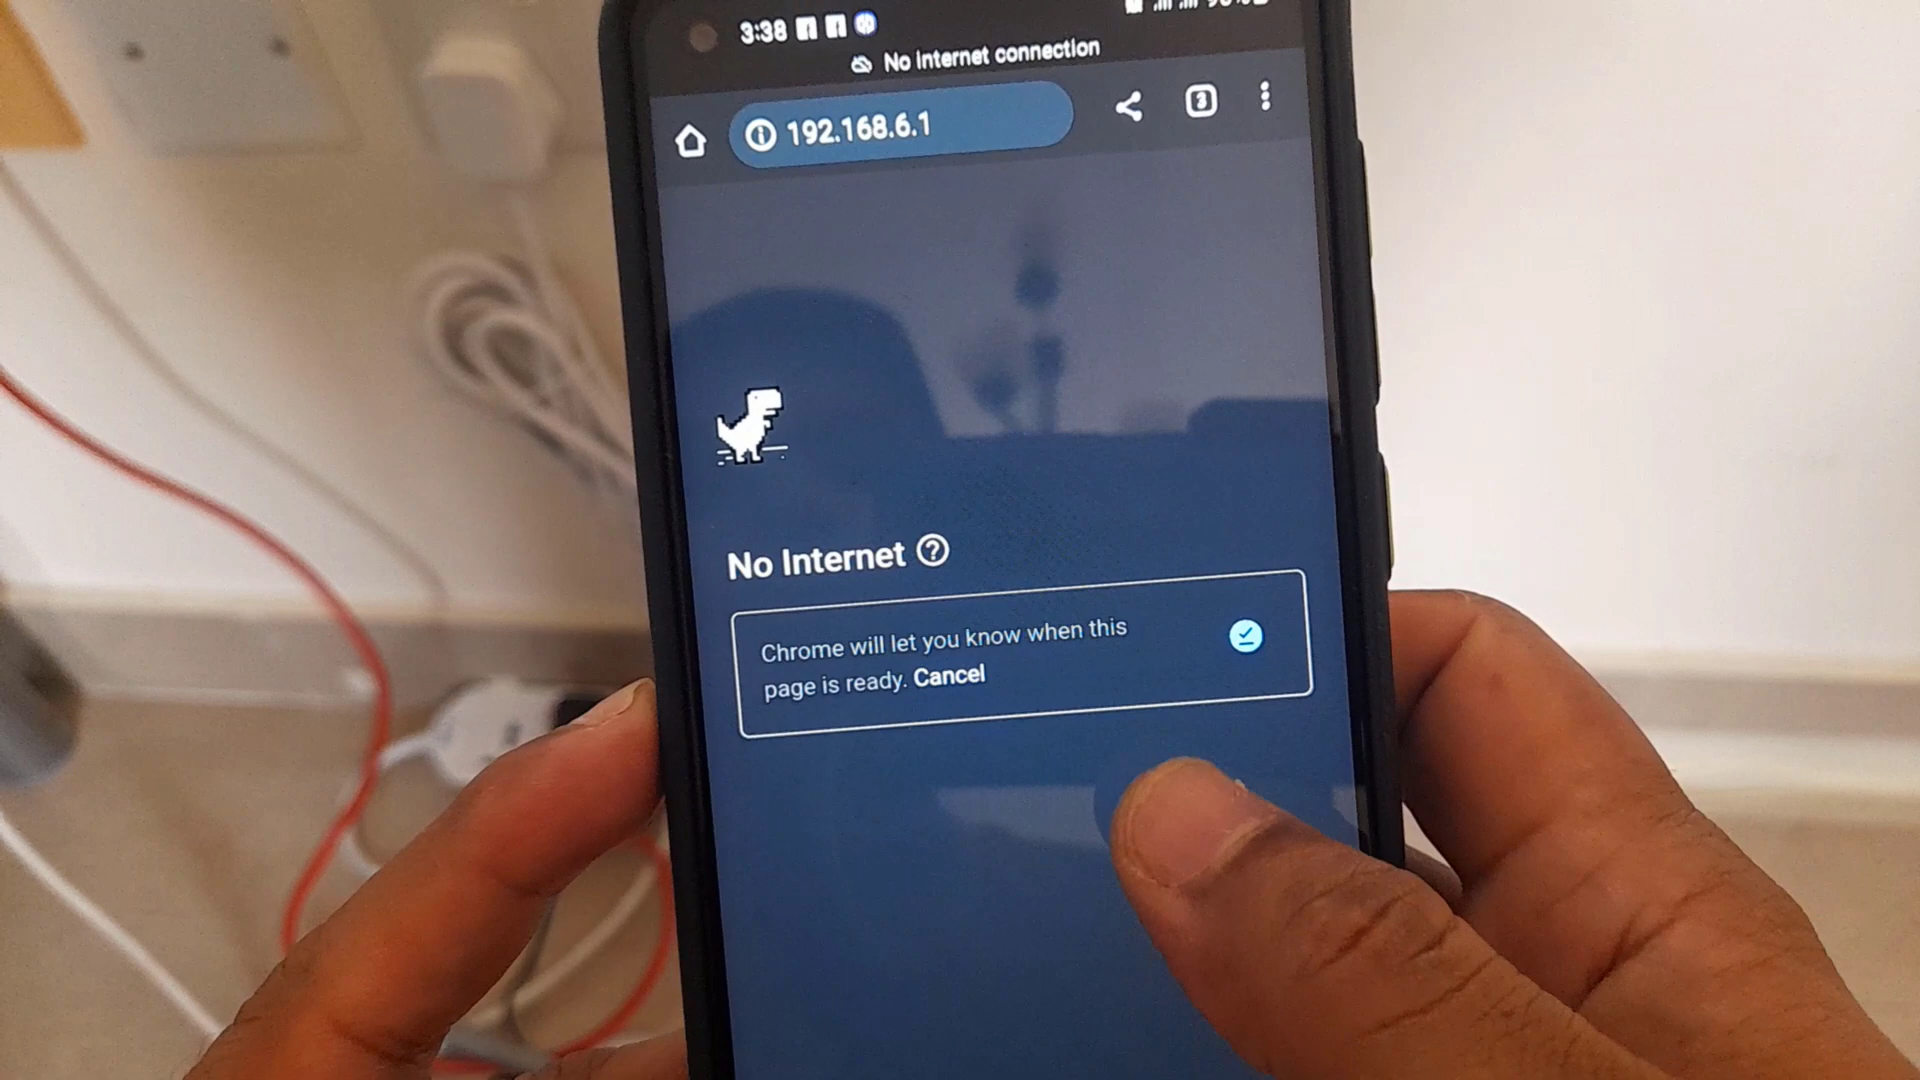 3:38
No internet connection
192.168.6.1
3
No Internet
Chrome will let you know when this
page is ready. Cancel